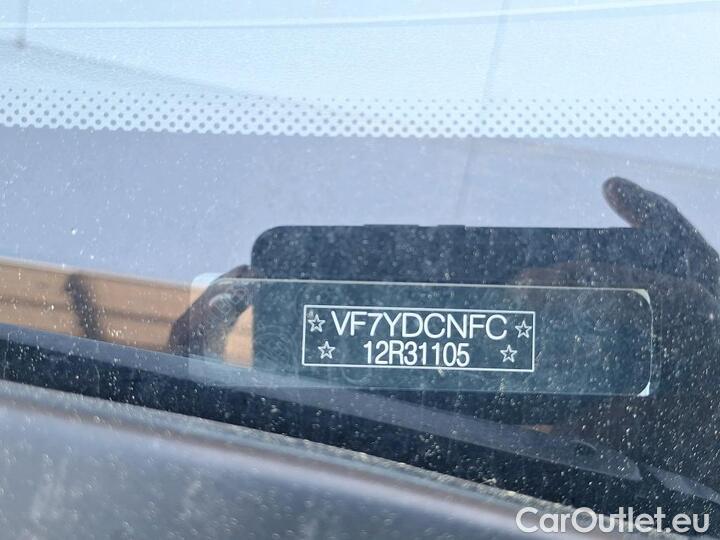 ☆ VF7YDCNFC ☆
☆ 12R31105 ☆
CarOutlet.eu